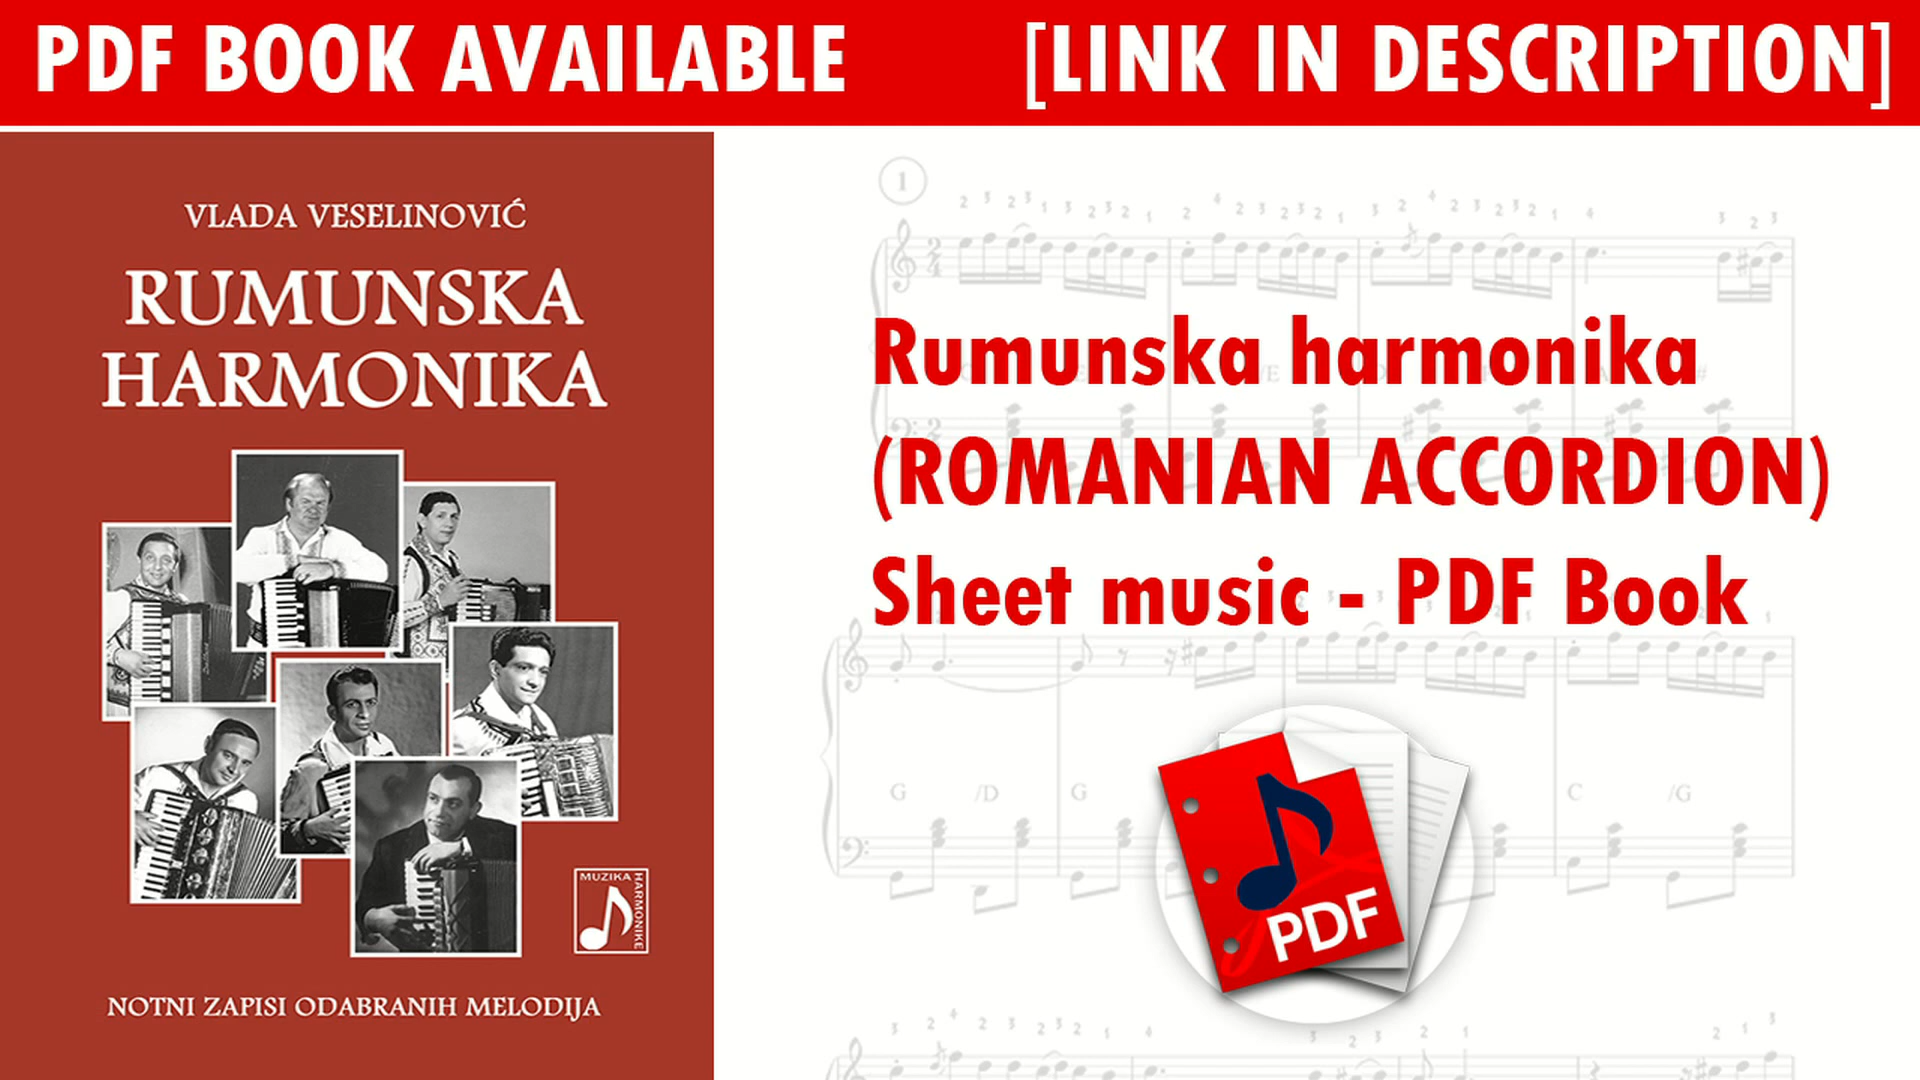 PDF BOOK AVAILABLE [LINK IN DESCRIPTION]
VLADA VESELINOVIĆ
RUMUNSKA
HARMONIKA
MUZIKA
HARMONIKE
NOTNI ZAPISI ODABRANIH MELODIJA
1
Rumunska harmonika
(ROMANIAN ACCORDION)
Sheet music - PDF Book
G /D G C /G
PDF